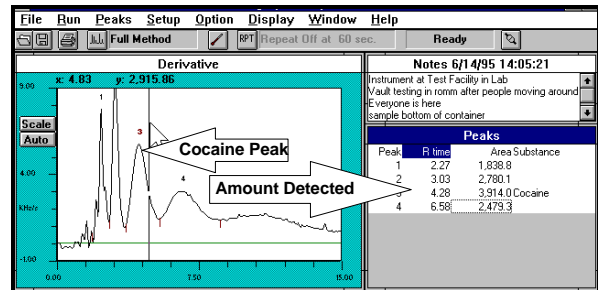 File Run Peaks Setup Option Display Window Help
Full Method RPT Repeat Off at 60 sec. Ready
Derivative
x: 4.83 y: 2,915.86
9.00
1
3
Scale
Auto
4.00
4
KHz/s
-1.00
0.00 7.50 15.00
Cocaine Peak
Amount Detected
Notes 6/14/95 14:05:21
Instrument at Test Facility in Lab
Vault testing in romm after people moving around
Everyone is here
sample bottom of container
Peaks
Peak R time Area Substance
1 2.27 1,838.8
2 3.03 2,780.1
4.28 3,914.0 Cocaine
4 6.58 2,479.3